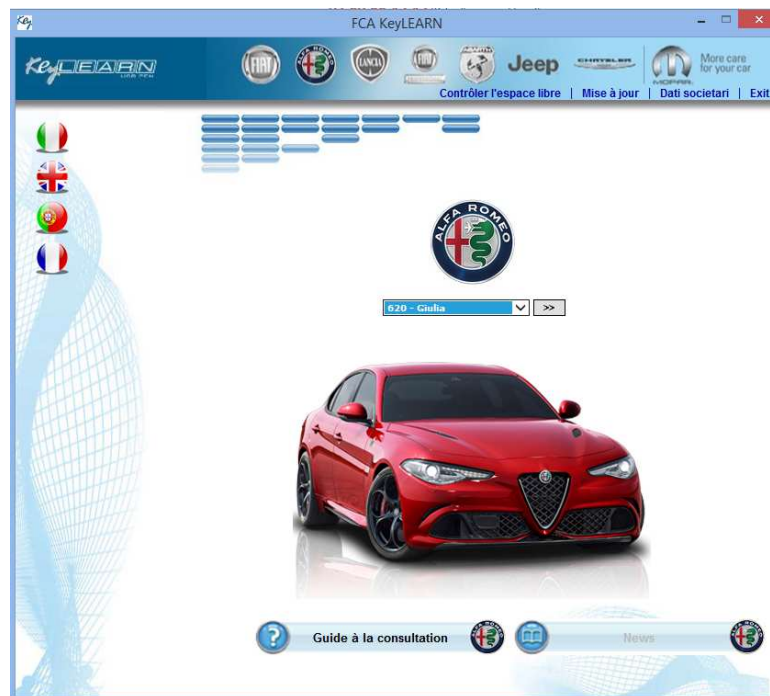 FCA KeyLEARN
KeyLEARN
FIAT
LANCIA
Jeep
CHRYSLER
MOPAR
More care
for your car
Contrôler l'espace libre | Mise à jour | Dati societari | Exit
ALFA ROMEO
620 - Giulia
>>
Guide à la consultation
News